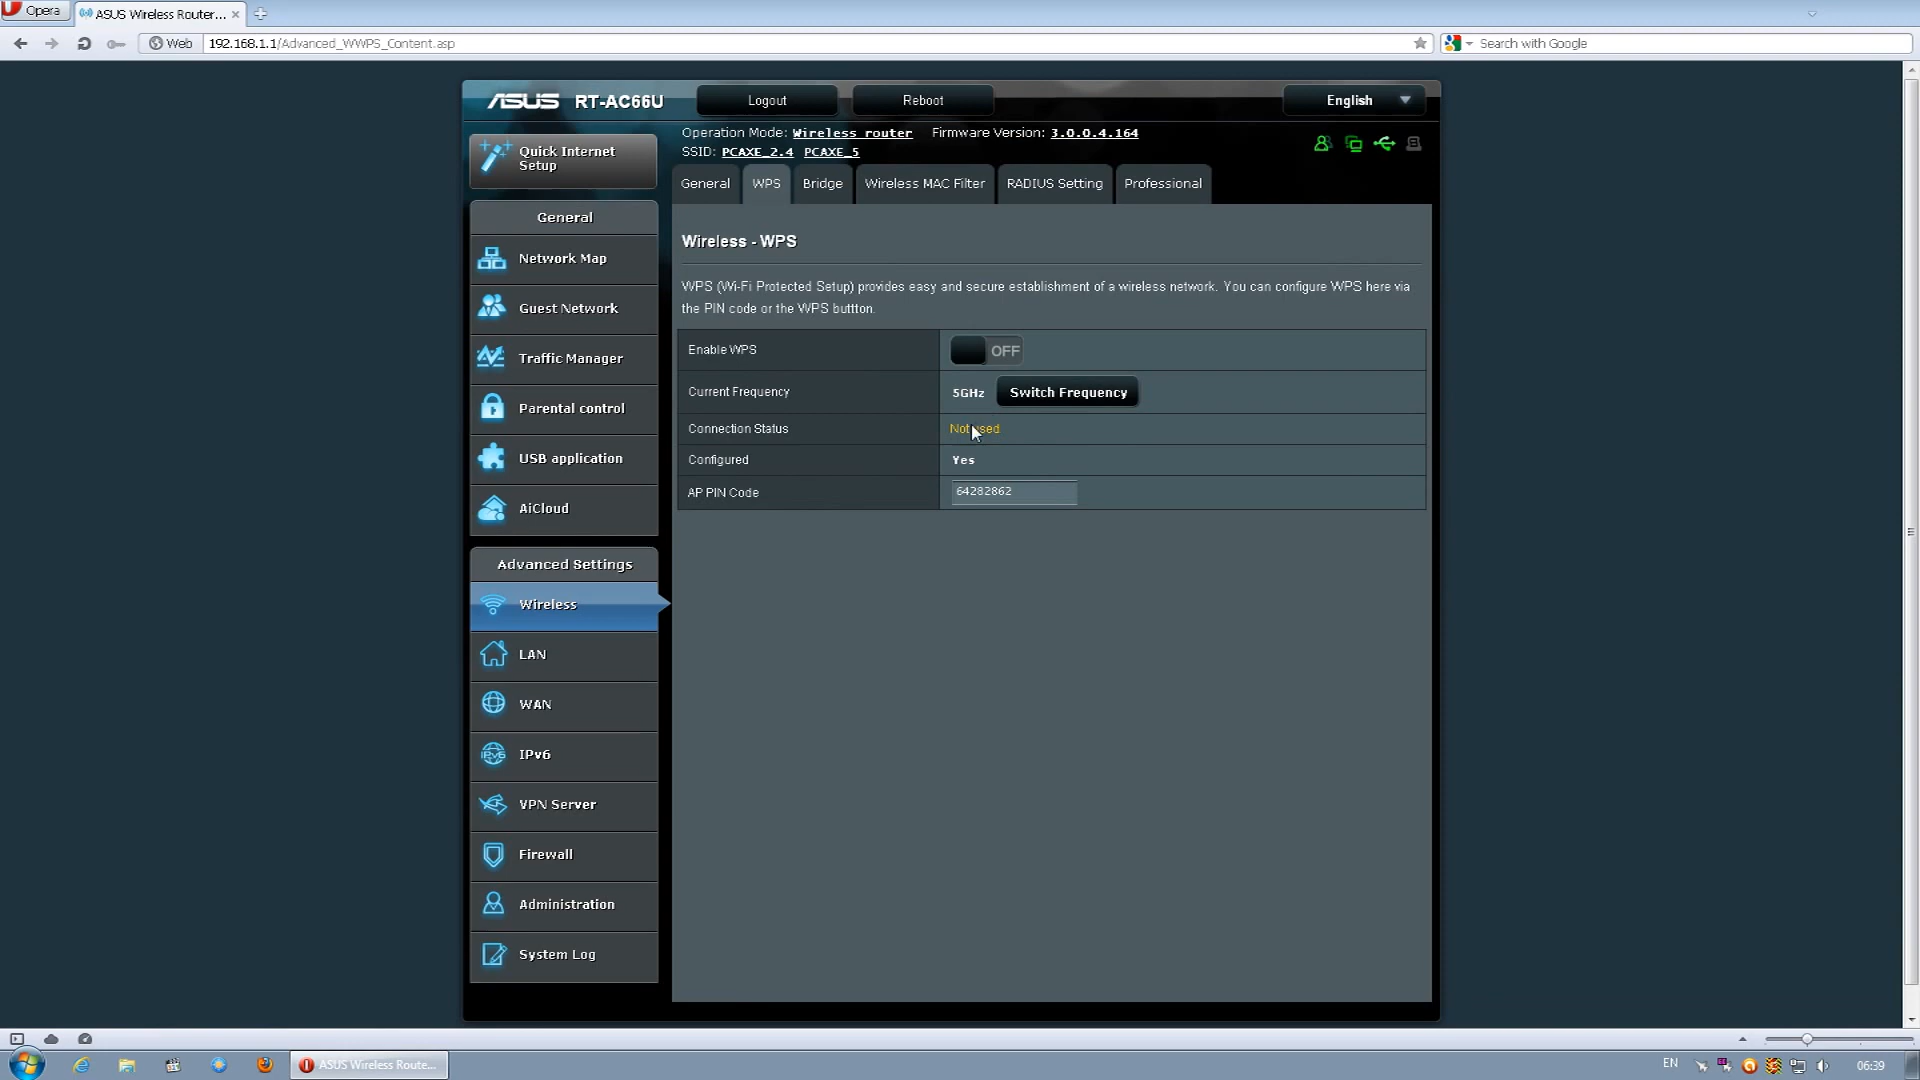 Opera
ASUS Wireless Router...
Web
192.168.1.1/Advanced_WWPS_Content.asp
Search with Google
ASUS RT-AC66U
Logout
Reboot
English
Operation Mode: Wireless router Firmware Version: 3.0.0.4.164
SSID: PCAXE_2.4 PCAXE_5
Quick Internet
Setup
General
Network Map
Guest Network
Traffic Manager
Parental control
USB application
AiCloud
Advanced Settings
Wireless
LAN
WAN
IPv6
VPN Server
Firewall
Administration
System Log
General
WPS
Bridge
Wireless MAC Filter
RADIUS Setting
Professional
Wireless - WPS
WPS (Wi-Fi Protected Setup) provides easy and secure establishment of a wireless network. You can configure WPS here via
the PIN code or the WPS buttton.
Enable WPS
OFF
Current Frequency
5GHz
Switch Frequency
Connection Status
Not used
Configured
Yes
AP PIN Code
64282862
ASUS Wireless Route...
EN
06:39